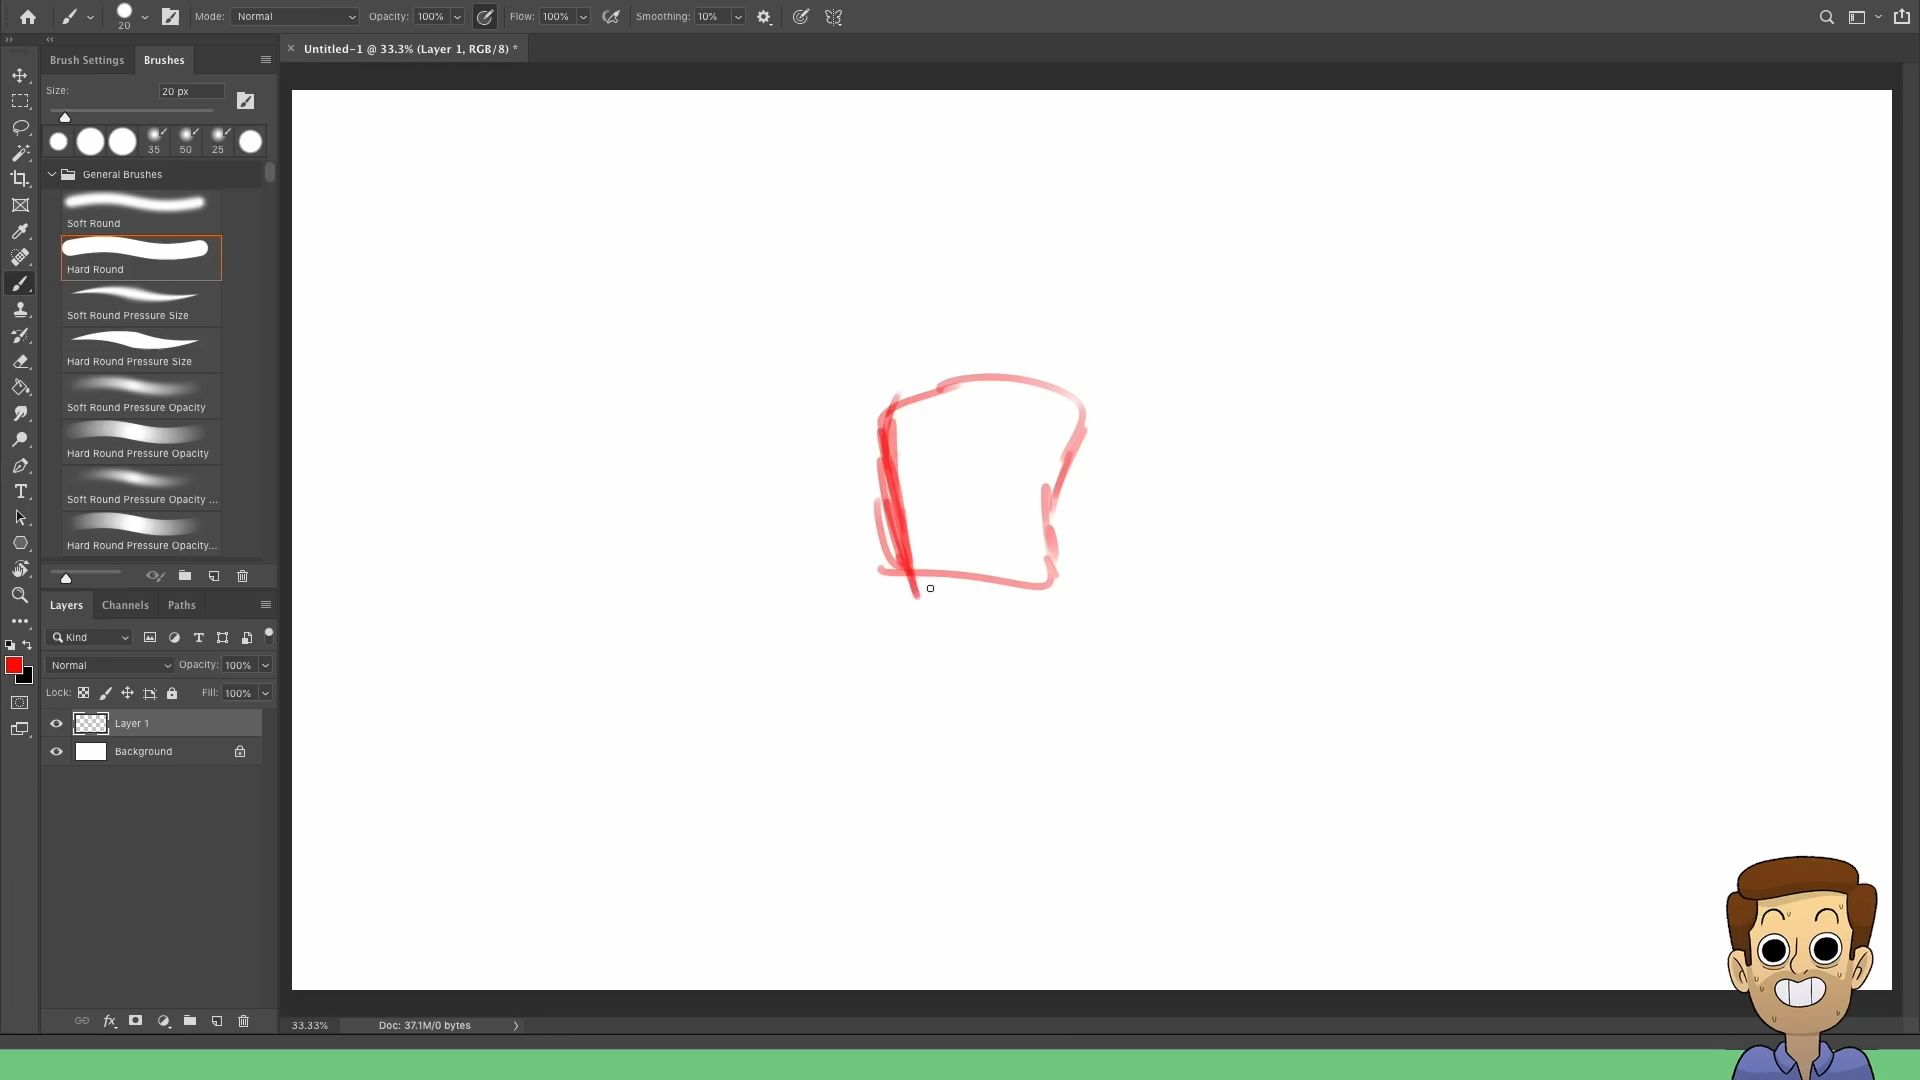 20
Mode: Normal
Opacity: 100%
Flow: 100%
Smoothing: 10%
Untitled-1 @ 33.3% (Layer 1, RGB/8) *
Brush Settings
Brushes
Size: 20 px
35
50
25
General Brushes
Soft Round
Hard Round
Soft Round Pressure Size
Hard Round Pressure Size
Soft Round Pressure Opacity
Hard Round Pressure Opacity
Soft Round Pressure Opacity ...
Hard Round Pressure Opacity...
Layers
Channels
Paths
Kind
Normal
Opacity: 100%
Lock:
Fill: 100%
Layer 1
Background
fx
33.33%
Doc: 37.1M/0 bytes